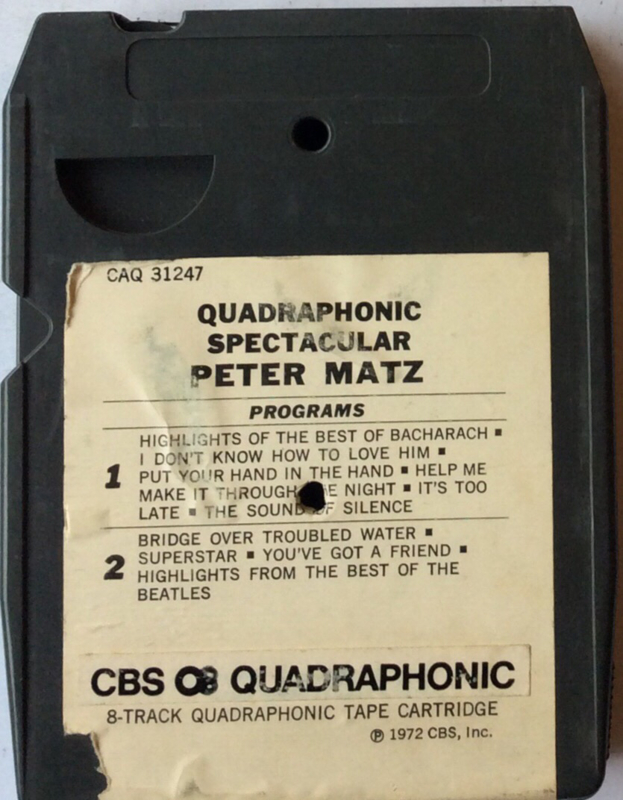 CAQ 31247
QUADRAPHONIC
SPECTACULAR
PETER MATZ
PROGRAMS
1
HIGHLIGHTS OF THE BEST OF BACHARACH ▪
I DON'T KNOW HOW TO LOVE HIM ▪
PUT YOUR HAND IN THE HAND ▪ HELP ME
MAKE IT THROUGH THE NIGHT ▪ IT'S TOO
LATE ▪ THE SOUND OF SILENCE
2
BRIDGE OVER TROUBLED WATER ▪
SUPERSTAR ▪ YOU'VE GOT A FRIEND ▪
HIGHLIGHTS FROM THE BEST OF THE
BEATLES
CBS Q8 QUADRAPHONIC
8-TRACK QUADRAPHONIC TAPE CARTRIDGE
℗ 1972 CBS, Inc.